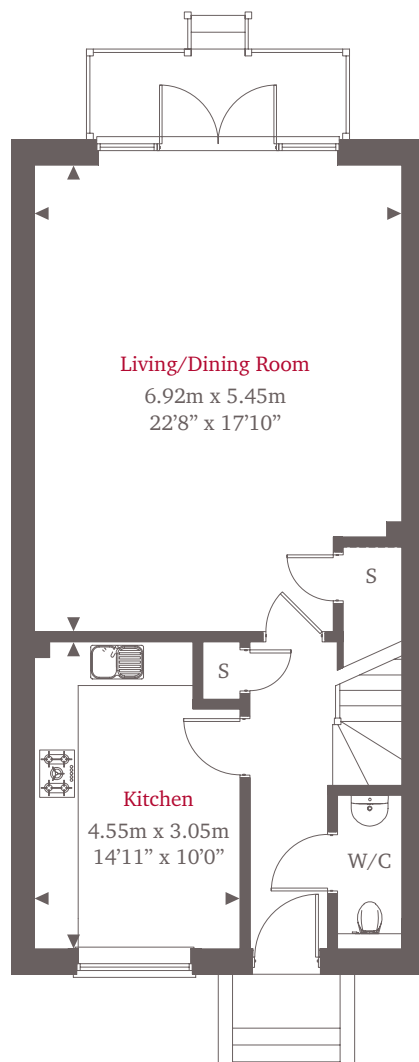 Living/Dining Room
6.92m x 5.45m
22’8” x 17’10”
S
S
Kitchen
4.55m x 3.05m
14’11” x 10’0”
W/C